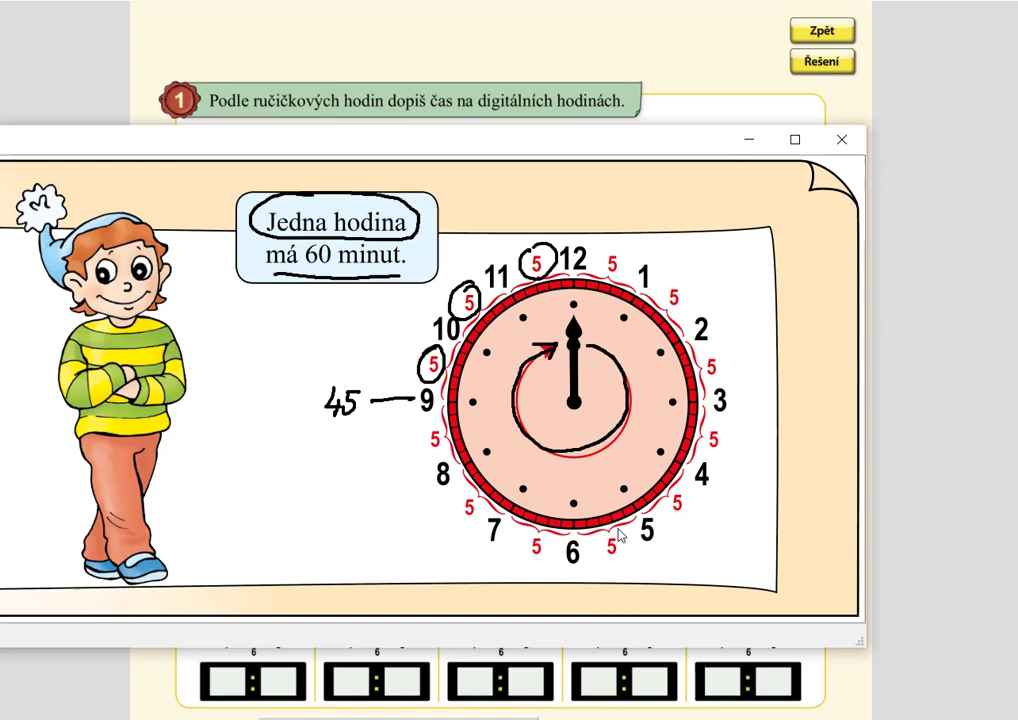 Zpět
Řešení
1 Podle ručičkových hodin dopiš čas na digitálních hodinách.
Jedna hodina
má 60 minut.
5 12 5
11 1
5 5
10 2
5 5
45 9 3
5 5
8 4
5 5
7 5
5 6 5
6 6 6 6 6
: : : : :